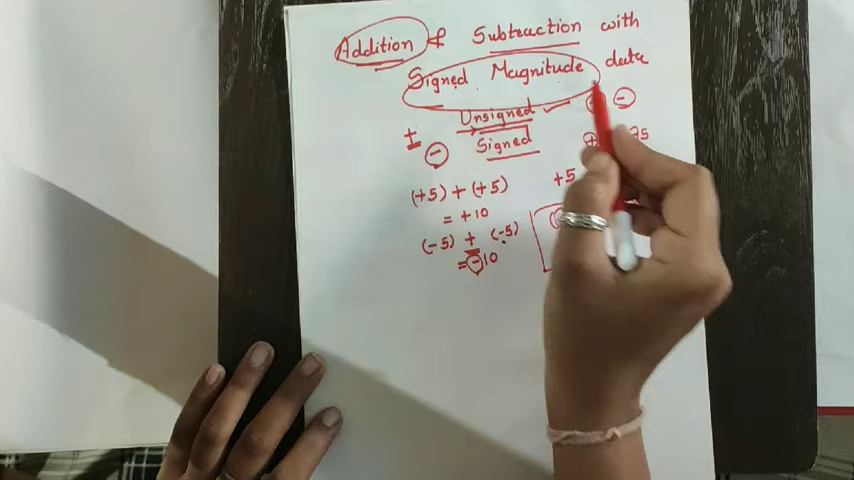 Addition & Subtraction with
Signed Magnitude data
Unsigned ✓ -
± Signed
-
(+5) + (+5) +5
= +10
(-5) + (-5)
= -10